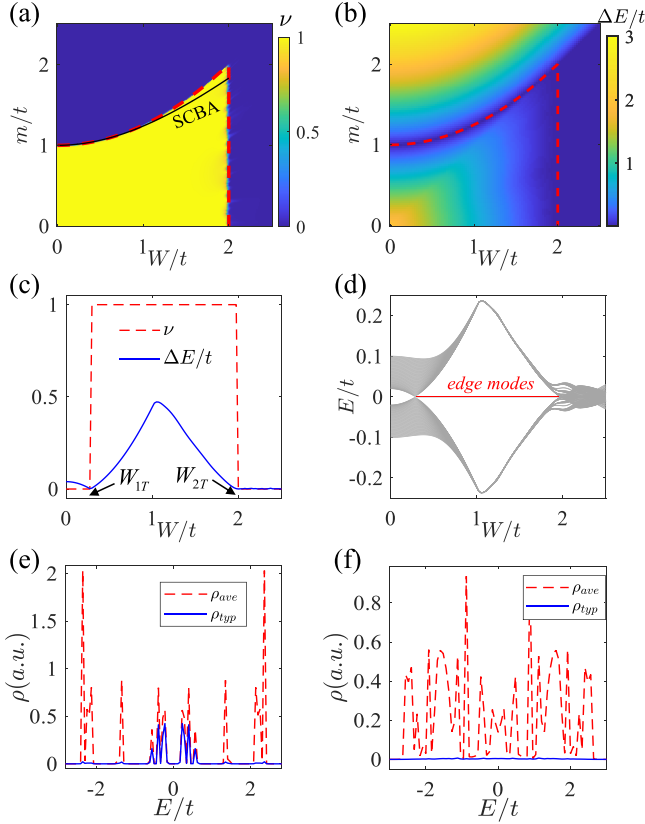 (a)
ν
m/t
2
1
0
SCBA
0
1
2
W/t
1
0.5
0
(b)
ΔE/t
m/t
2
1
0
0
1
2
W/t
3
2
1
0
(c)
1
0.5
0
ν
ΔE/t
W1T
W2T
0
1
2
W/t
(d)
E/t
0.2
0.1
0
-0.1
-0.2
edge modes
0
1
2
W/t
(e)
ρ(a.u.)
2
1.5
1
0.5
0
ρave
ρtyp
-2
0
2
E/t
(f)
ρ(a.u.)
0.8
0.6
0.4
0.2
0
ρave
ρtyp
-2
0
2
E/t